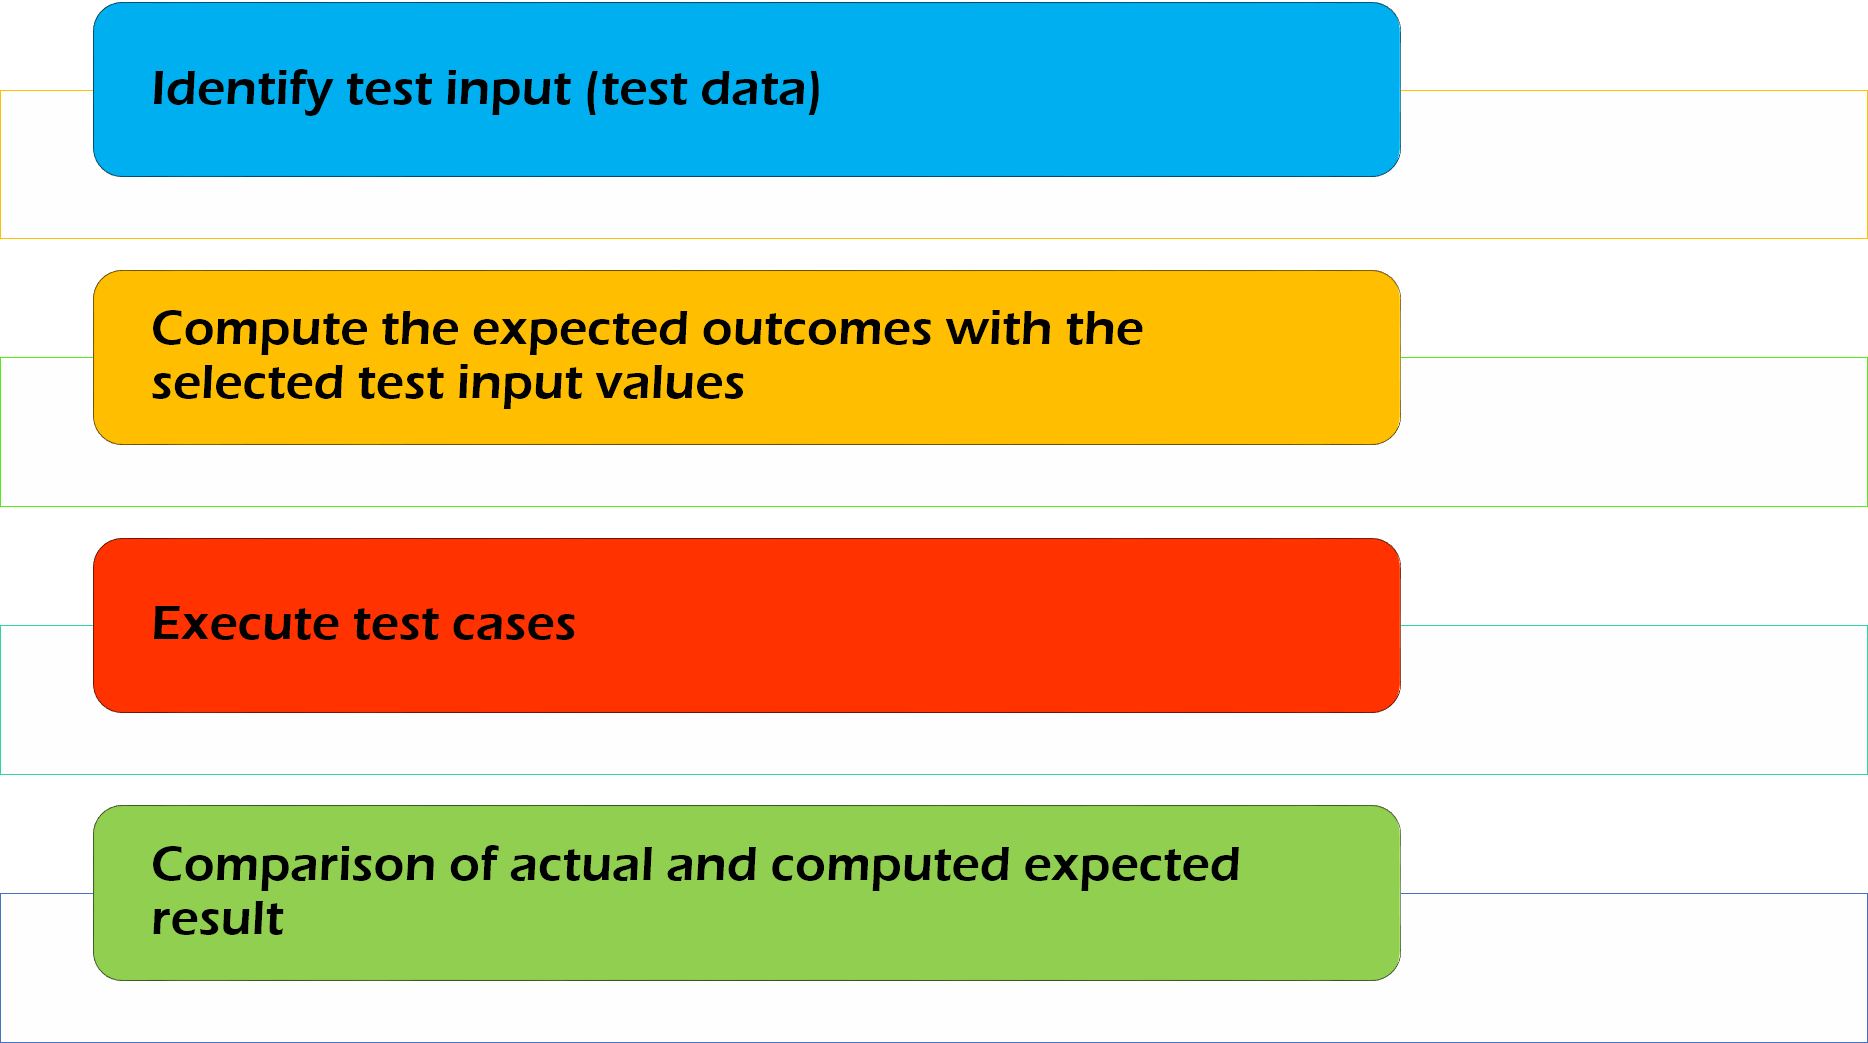 Identify test input (test data)
Compute the expected outcomes with the
selected test input values
Execute test cases
Comparison of actual and computed expected
result